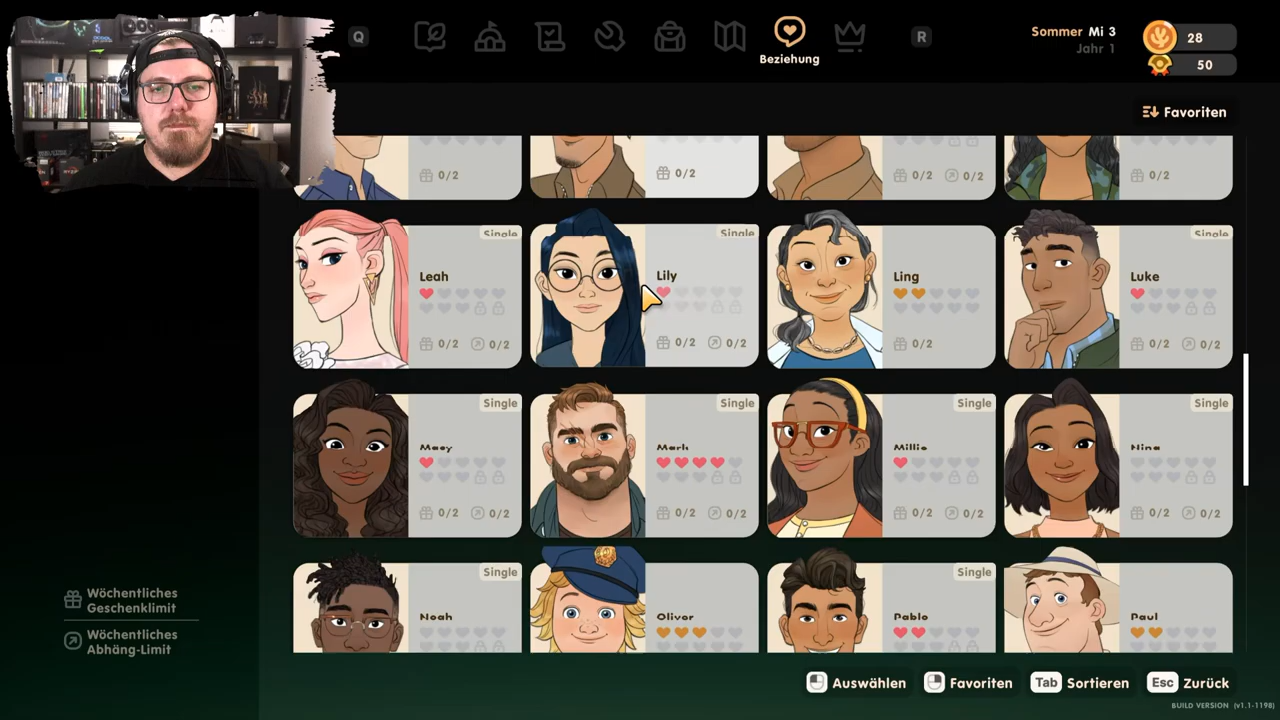 Q
R
Beziehung
Sommer Mi 3
Jahr 1
28
50
Favoriten
0/2
0/2
0/2 0/2
0/2
Single Single Single
Leah Lily Ling Luke
0/2 0/2
0/2 0/2
0/2
0/2 0/2
Single Single Single Single
Macy Mark Millie Nina
0/2 0/2
0/2 0/2
0/2 0/2
0/2 0/2
Single Single
Noah Oliver Pablo Paul
Wöchentliches
Geschenklimit
Wöchentliches
Abhäng-Limit
Auswählen Favoriten Tab Sortieren Esc Zurück
BUILD VERSION (v1.1-1198)